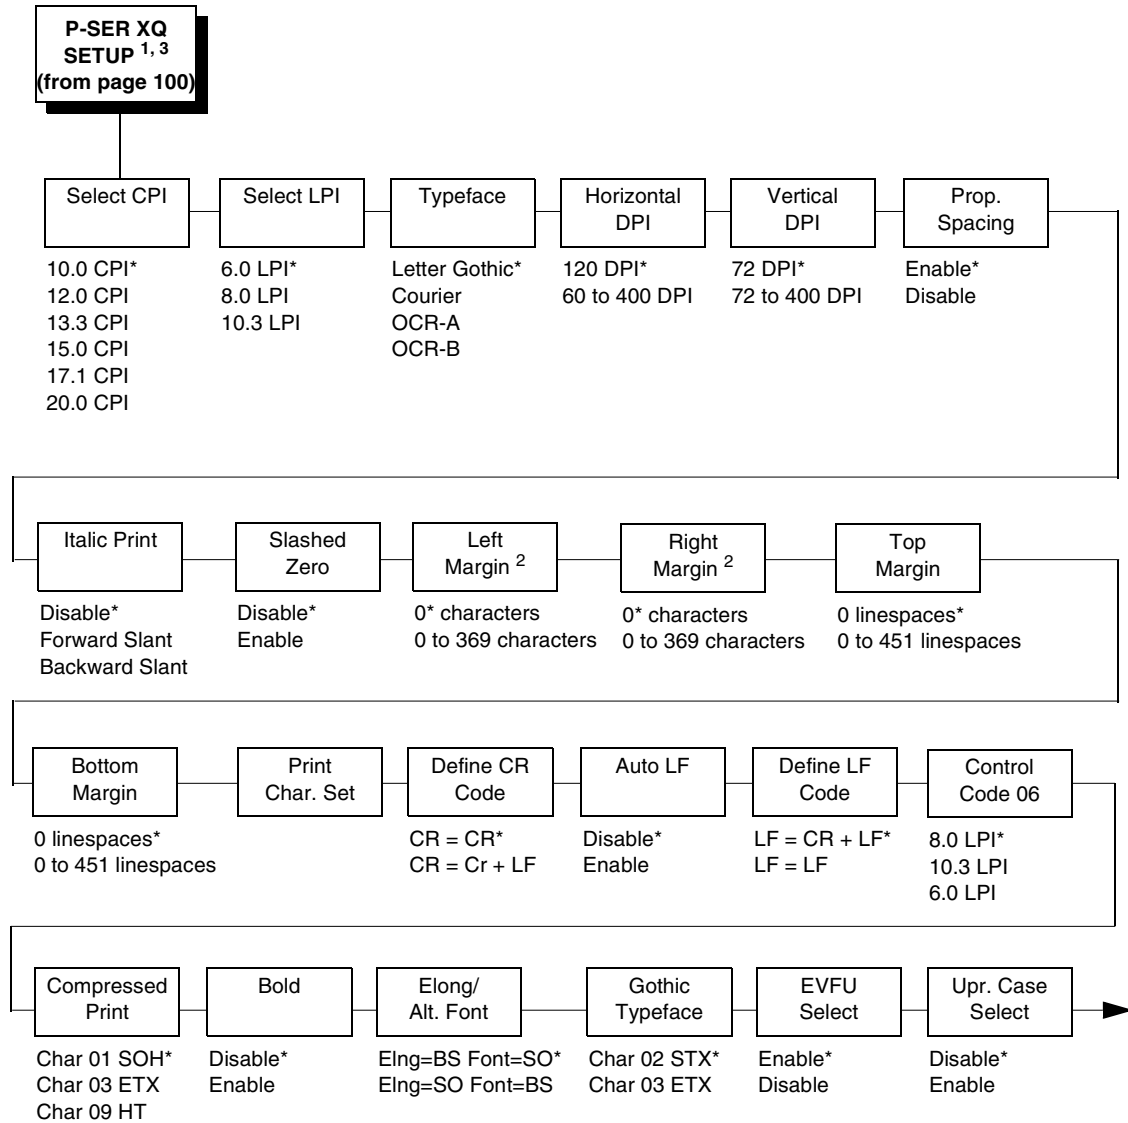 P-SER XQ
SETUP 1, 3
(from page 100)
Select CPI
10.0 CPI*
12.0 CPI
13.3 CPI
15.0 CPI
17.1 CPI
20.0 CPI
Select LPI
6.0 LPI*
8.0 LPI
10.3 LPI
Typeface
Letter Gothic*
Courier
OCR-A
OCR-B
Horizontal
DPI
120 DPI*
60 to 400 DPI
Vertical
DPI
72 DPI*
72 to 400 DPI
Prop.
Spacing
Enable*
Disable
Italic Print
Disable*
Forward Slant
Backward Slant
Slashed
Zero
Disable*
Enable
Left
Margin 2
0* characters
0 to 369 characters
Right
Margin 2
0* characters
0 to 369 characters
Top
Margin
0 linespaces*
0 to 451 linespaces
Bottom
Margin
0 linespaces*
0 to 451 linespaces
Print
Char. Set
Define CR
Code
CR = CR*
CR = Cr + LF
Auto LF
Disable*
Enable
Define LF
Code
LF = CR + LF*
LF = LF
Control
Code 06
8.0 LPI*
10.3 LPI
6.0 LPI
Compressed
Print
Char 01 SOH*
Char 03 ETX
Char 09 HT
Bold
Disable*
Enable
Elong/
Alt. Font
Elng=BS Font=SO*
Elng=SO Font=BS
Gothic
Typeface
Char 02 STX*
Char 03 ETX
EVFU
Select
Enable*
Disable
Upr. Case
Select
Disable*
Enable